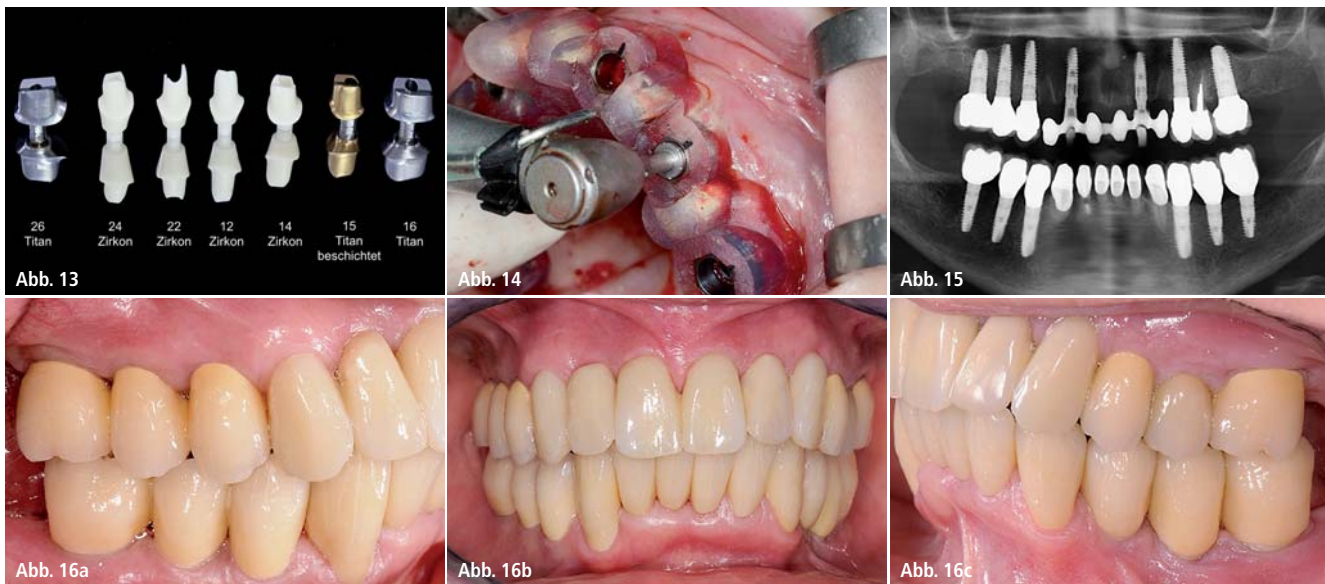 26 24 22 12 14 15 16
Titan Zirkon Zirkon Zirkon Zirkon Titan Titan
beschichtet
Abb. 13
Abb. 14
Abb. 15
Abb. 16a
Abb. 16b
Abb. 16c